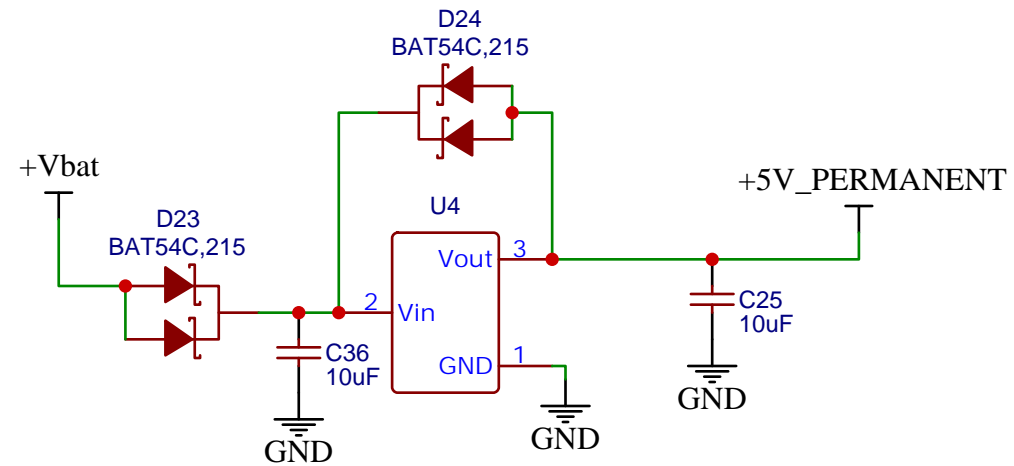 D24
BAT54C,215
+Vbat
+5V_PERMANENT
D23
BAT54C,215
U4
Vout
3
2
Vin
C25
10uF
C36
10uF
GND
1
GND
GND
GND